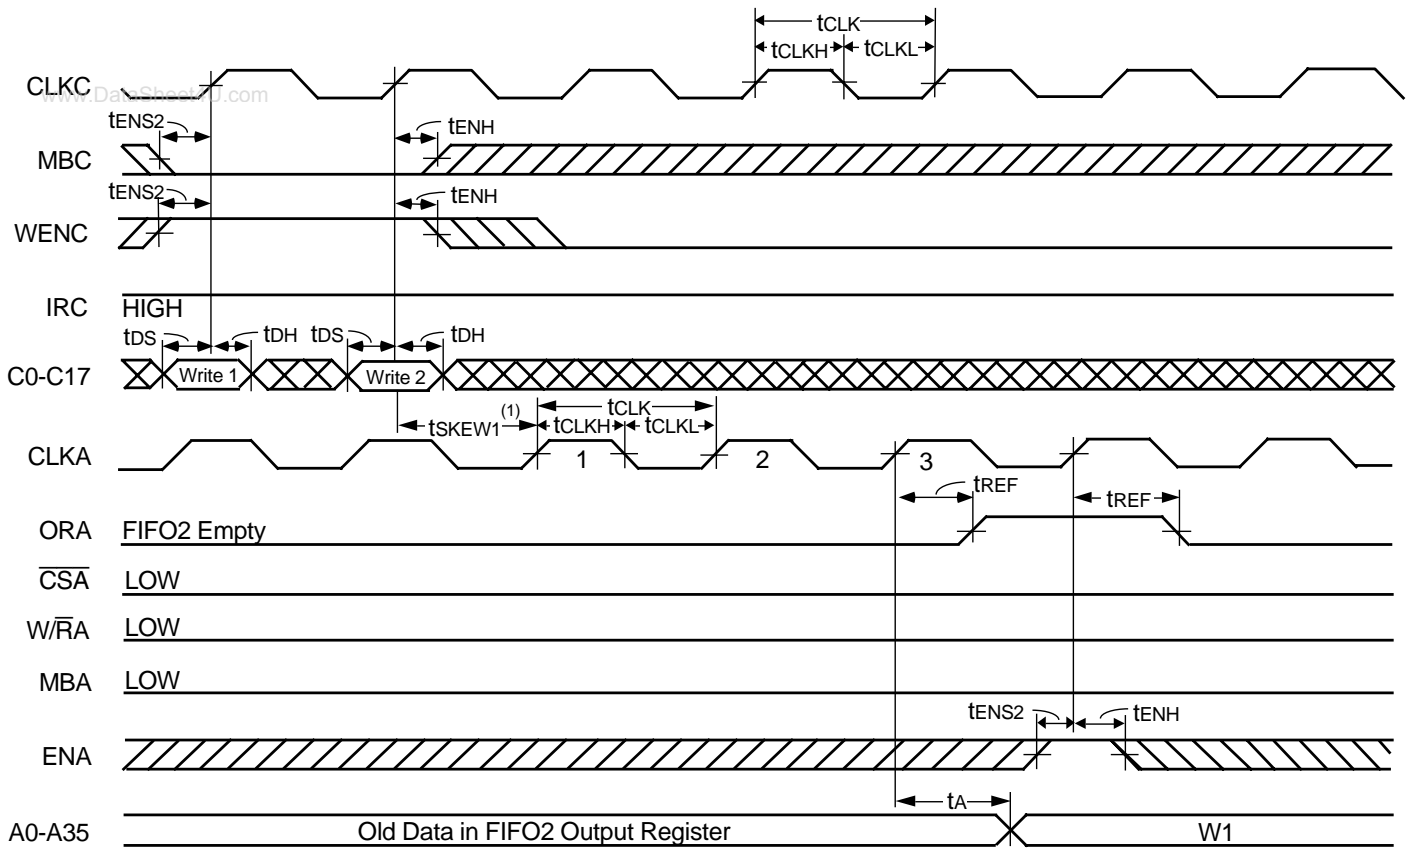 tCLK
tCLKH tCLKL
CLKC
www.DataSheet4U.com
tENS2 tENH
MBC
tENS2 tENH
WENC
IRC HIGH
tDS tDH tDS tDH
C0-C17 Write 1 Write 2
tSKEW1 (1) tCLK
tCLKH tCLKL
CLKA 1 2 3
tREF tREF
ORA FIFO2 Empty
CSA LOW
W/RA LOW
MBA LOW
tENS2 tENH
ENA
tA
A0-A35 Old Data in FIFO2 Output Register W1